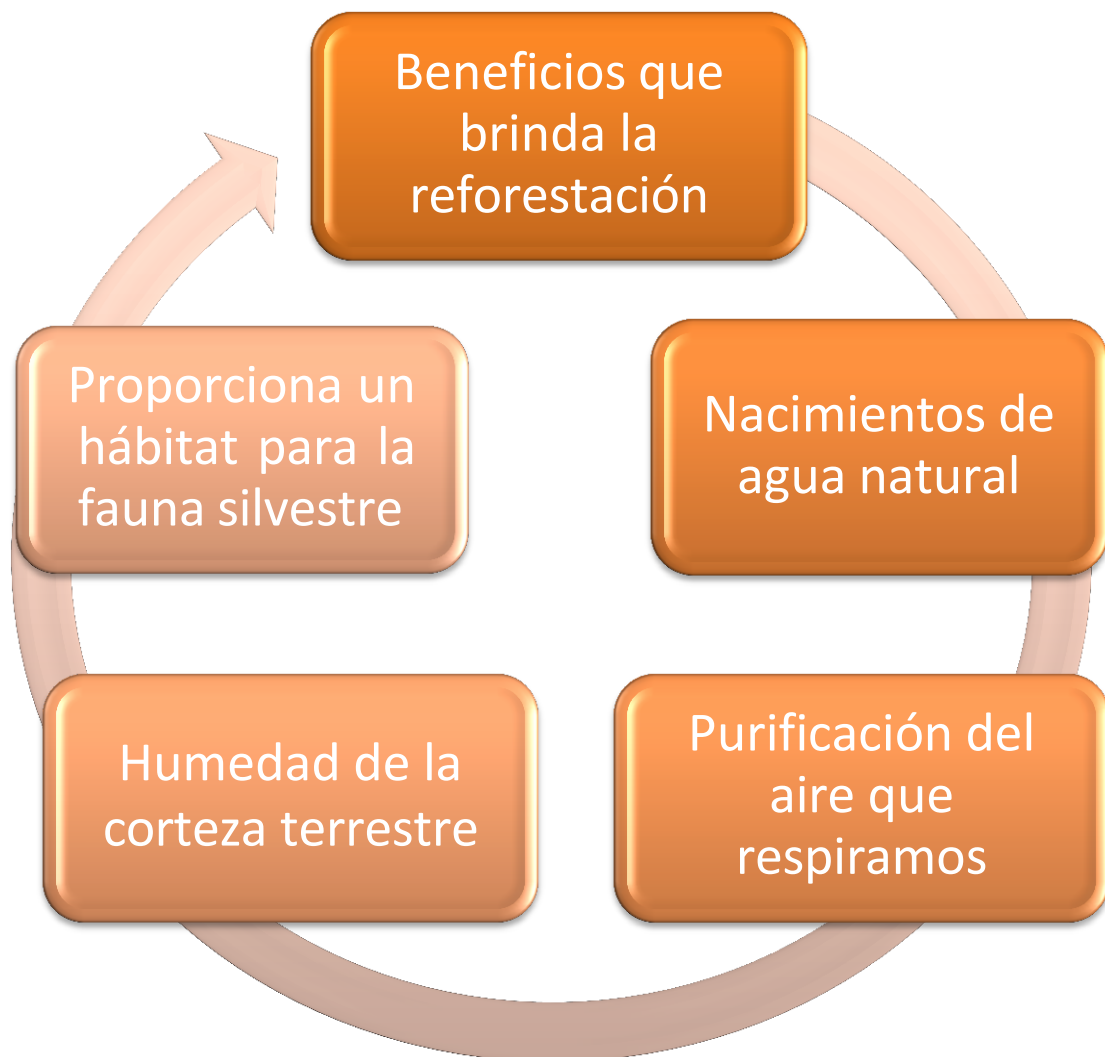 Beneficios que
brinda la
reforestación
Nacimientos de
agua natural
Purificación del
aire que
respiramos
Humedad de la
corteza terrestre
Proporciona un
hábitat para la
fauna silvestre